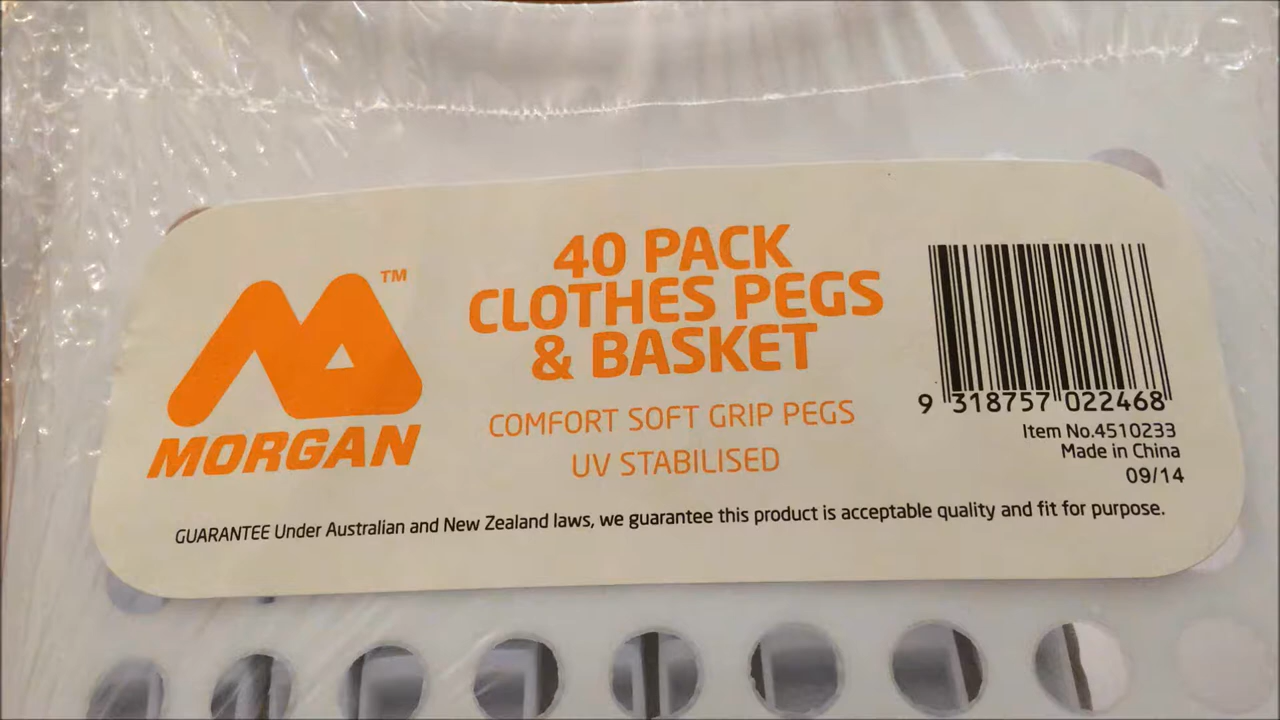 TM
MORGAN
40 PACK
CLOTHES PEGS
& BASKET
COMFORT SOFT GRIP PEGS
UV STABILISED
9 318757 022468
Item No.4510233
Made in China
09/14
GUARANTEE Under Australian and New Zealand laws, we guarantee this product is acceptable quality and fit for purpose.